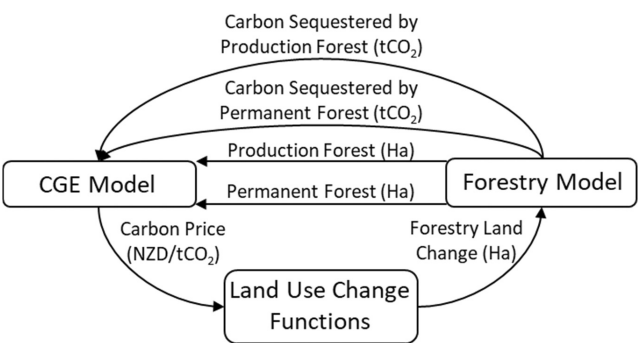 Carbon Sequestered by
Production Forest (tCO₂)
Carbon Sequestered by
Permanent Forest (tCO₂)
Production Forest (Ha)
CGE Model
Forestry Model
Permanent Forest (Ha)
Carbon Price
(NZD/tCO₂)
Forestry Land
Change (Ha)
Land Use Change
Functions